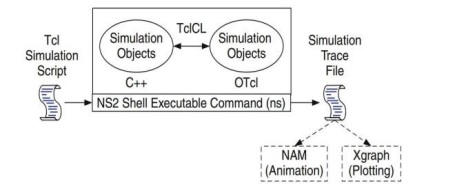 Tcl
Simulation
Script
Simulation
Objects
TclCL
Simulation
Objects
C++
OTcl
NS2 Shell Executable Command (ns)
Simulation
Trace
File
NAM
(Animation)
Xgraph
(Plotting)